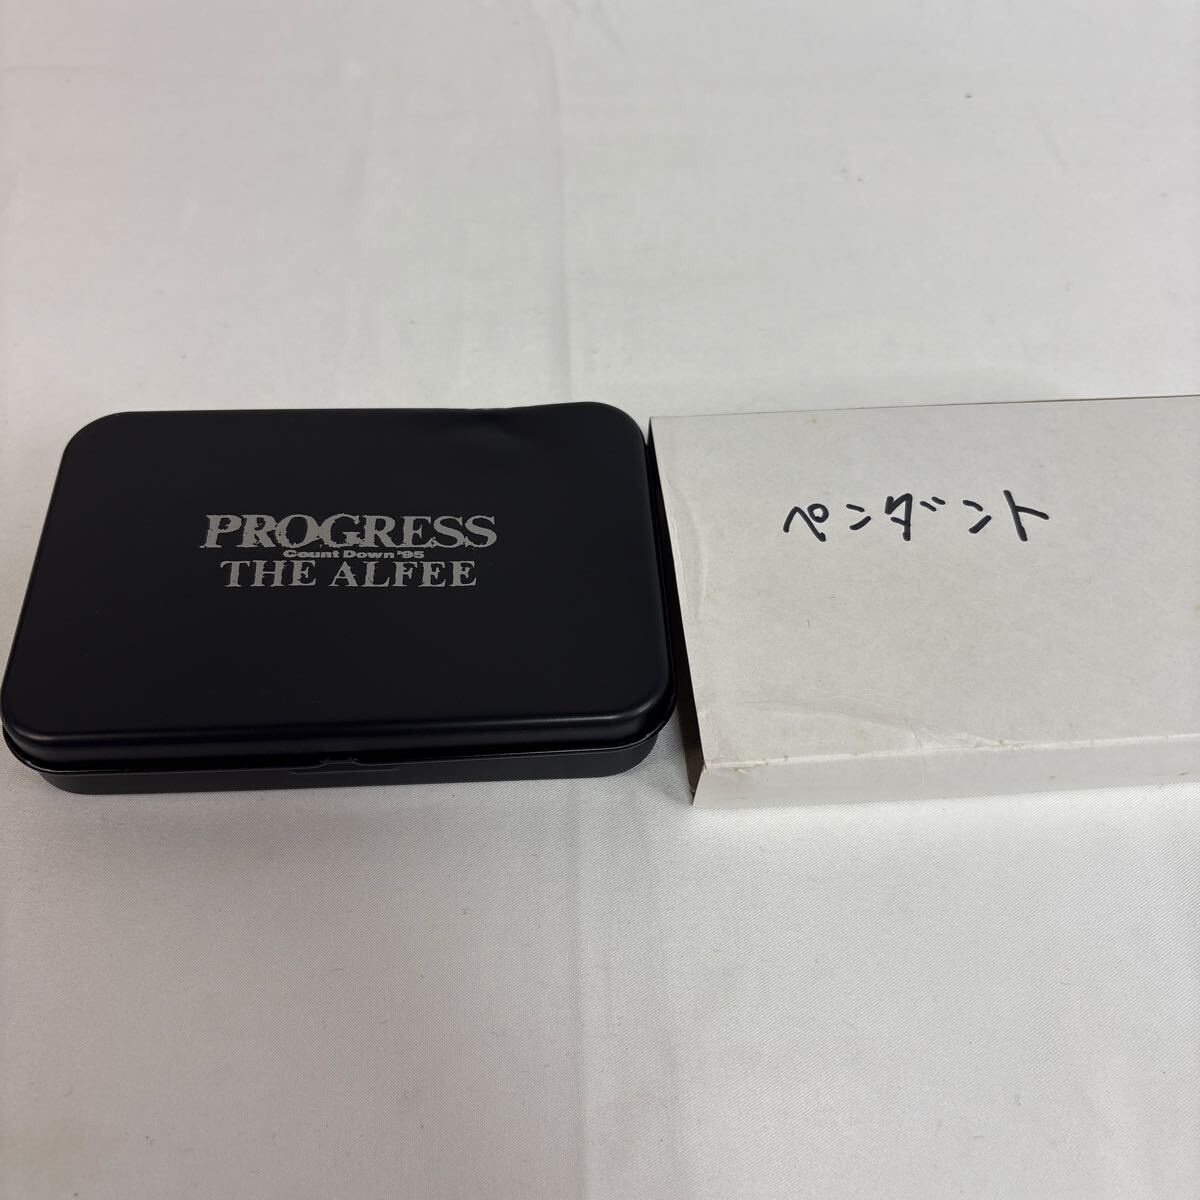 PROGRESS
Count Down '95
THE ALFEE
ペンダント